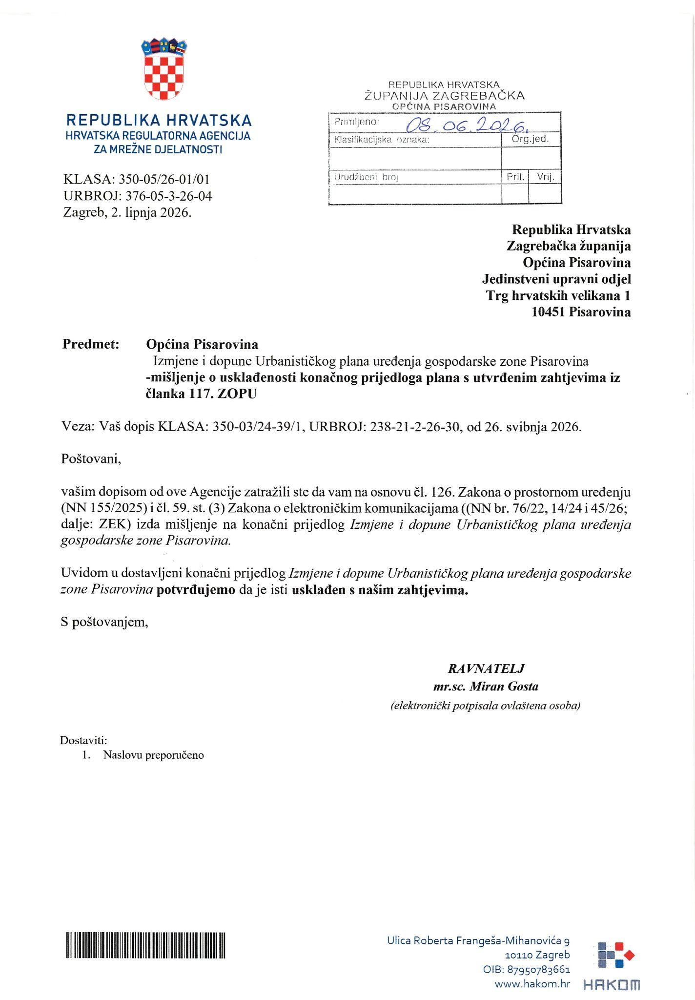 REPUBLIKA HRVATSKA
HRVATSKA REGULATORNA AGENCIJA
ZA MREŽNE DJELATNOSTI
KLASA: 350-05/26-01/01
URBROJ: 376-05-3-26-04
Zagreb, 2. lipnja 2026.
REPUBLIKA HRVATSKA
ŽUPANIJA ZAGREBAČKA
OPĆINA PISAROVINA
Primljeno: 08. 06. 2026.
Klasifikacijska oznaka: Org.jed.
Urudžbeni broj Pril. Vrij.
Republika Hrvatska
Zagrebačka županija
Općina Pisarovina
Jedinstveni upravni odjel
Trg hrvatskih velikana 1
10451 Pisarovina
Predmet: Općina Pisarovina
Izmjene i dopune Urbanističkog plana uređenja gospodarske zone Pisarovina
-mišljenje o usklađenosti konačnog prijedloga plana s utvrđenim zahtjevima iz
članka 117. ZOPU
Veza: Vaš dopis KLASA: 350-03/24-39/1, URBROJ: 238-21-2-26-30, od 26. svibnja 2026.
Poštovani,
vašim dopisom od ove Agencije zatražili ste da vam na osnovu čl. 126. Zakona o prostornom uređenju
(NN 155/2025) i čl. 59. st. (3) Zakona o elektroničkim komunikacijama ((NN br. 76/22, 14/24 i 45/26;
dalje: ZEK) izda mišljenje na konačni prijedlog Izmjene i dopune Urbanističkog plana uređenja
gospodarske zone Pisarovina.
Uvidom u dostavljeni konačni prijedlog Izmjene i dopune Urbanističkog plana uređenja gospodarske
zone Pisarovina potvrđujemo da je isti usklađen s našim zahtjevima.
S poštovanjem,
RAVNATELJ
mr.sc. Miran Gosta
(elektronički potpisala ovlaštena osoba)
Dostaviti:
1. Naslovu preporučeno
Ulica Roberta Frangeša-Mihanovića 9
10110 Zagreb
OIB: 87950783661
www.hakom.hr
HAKOM